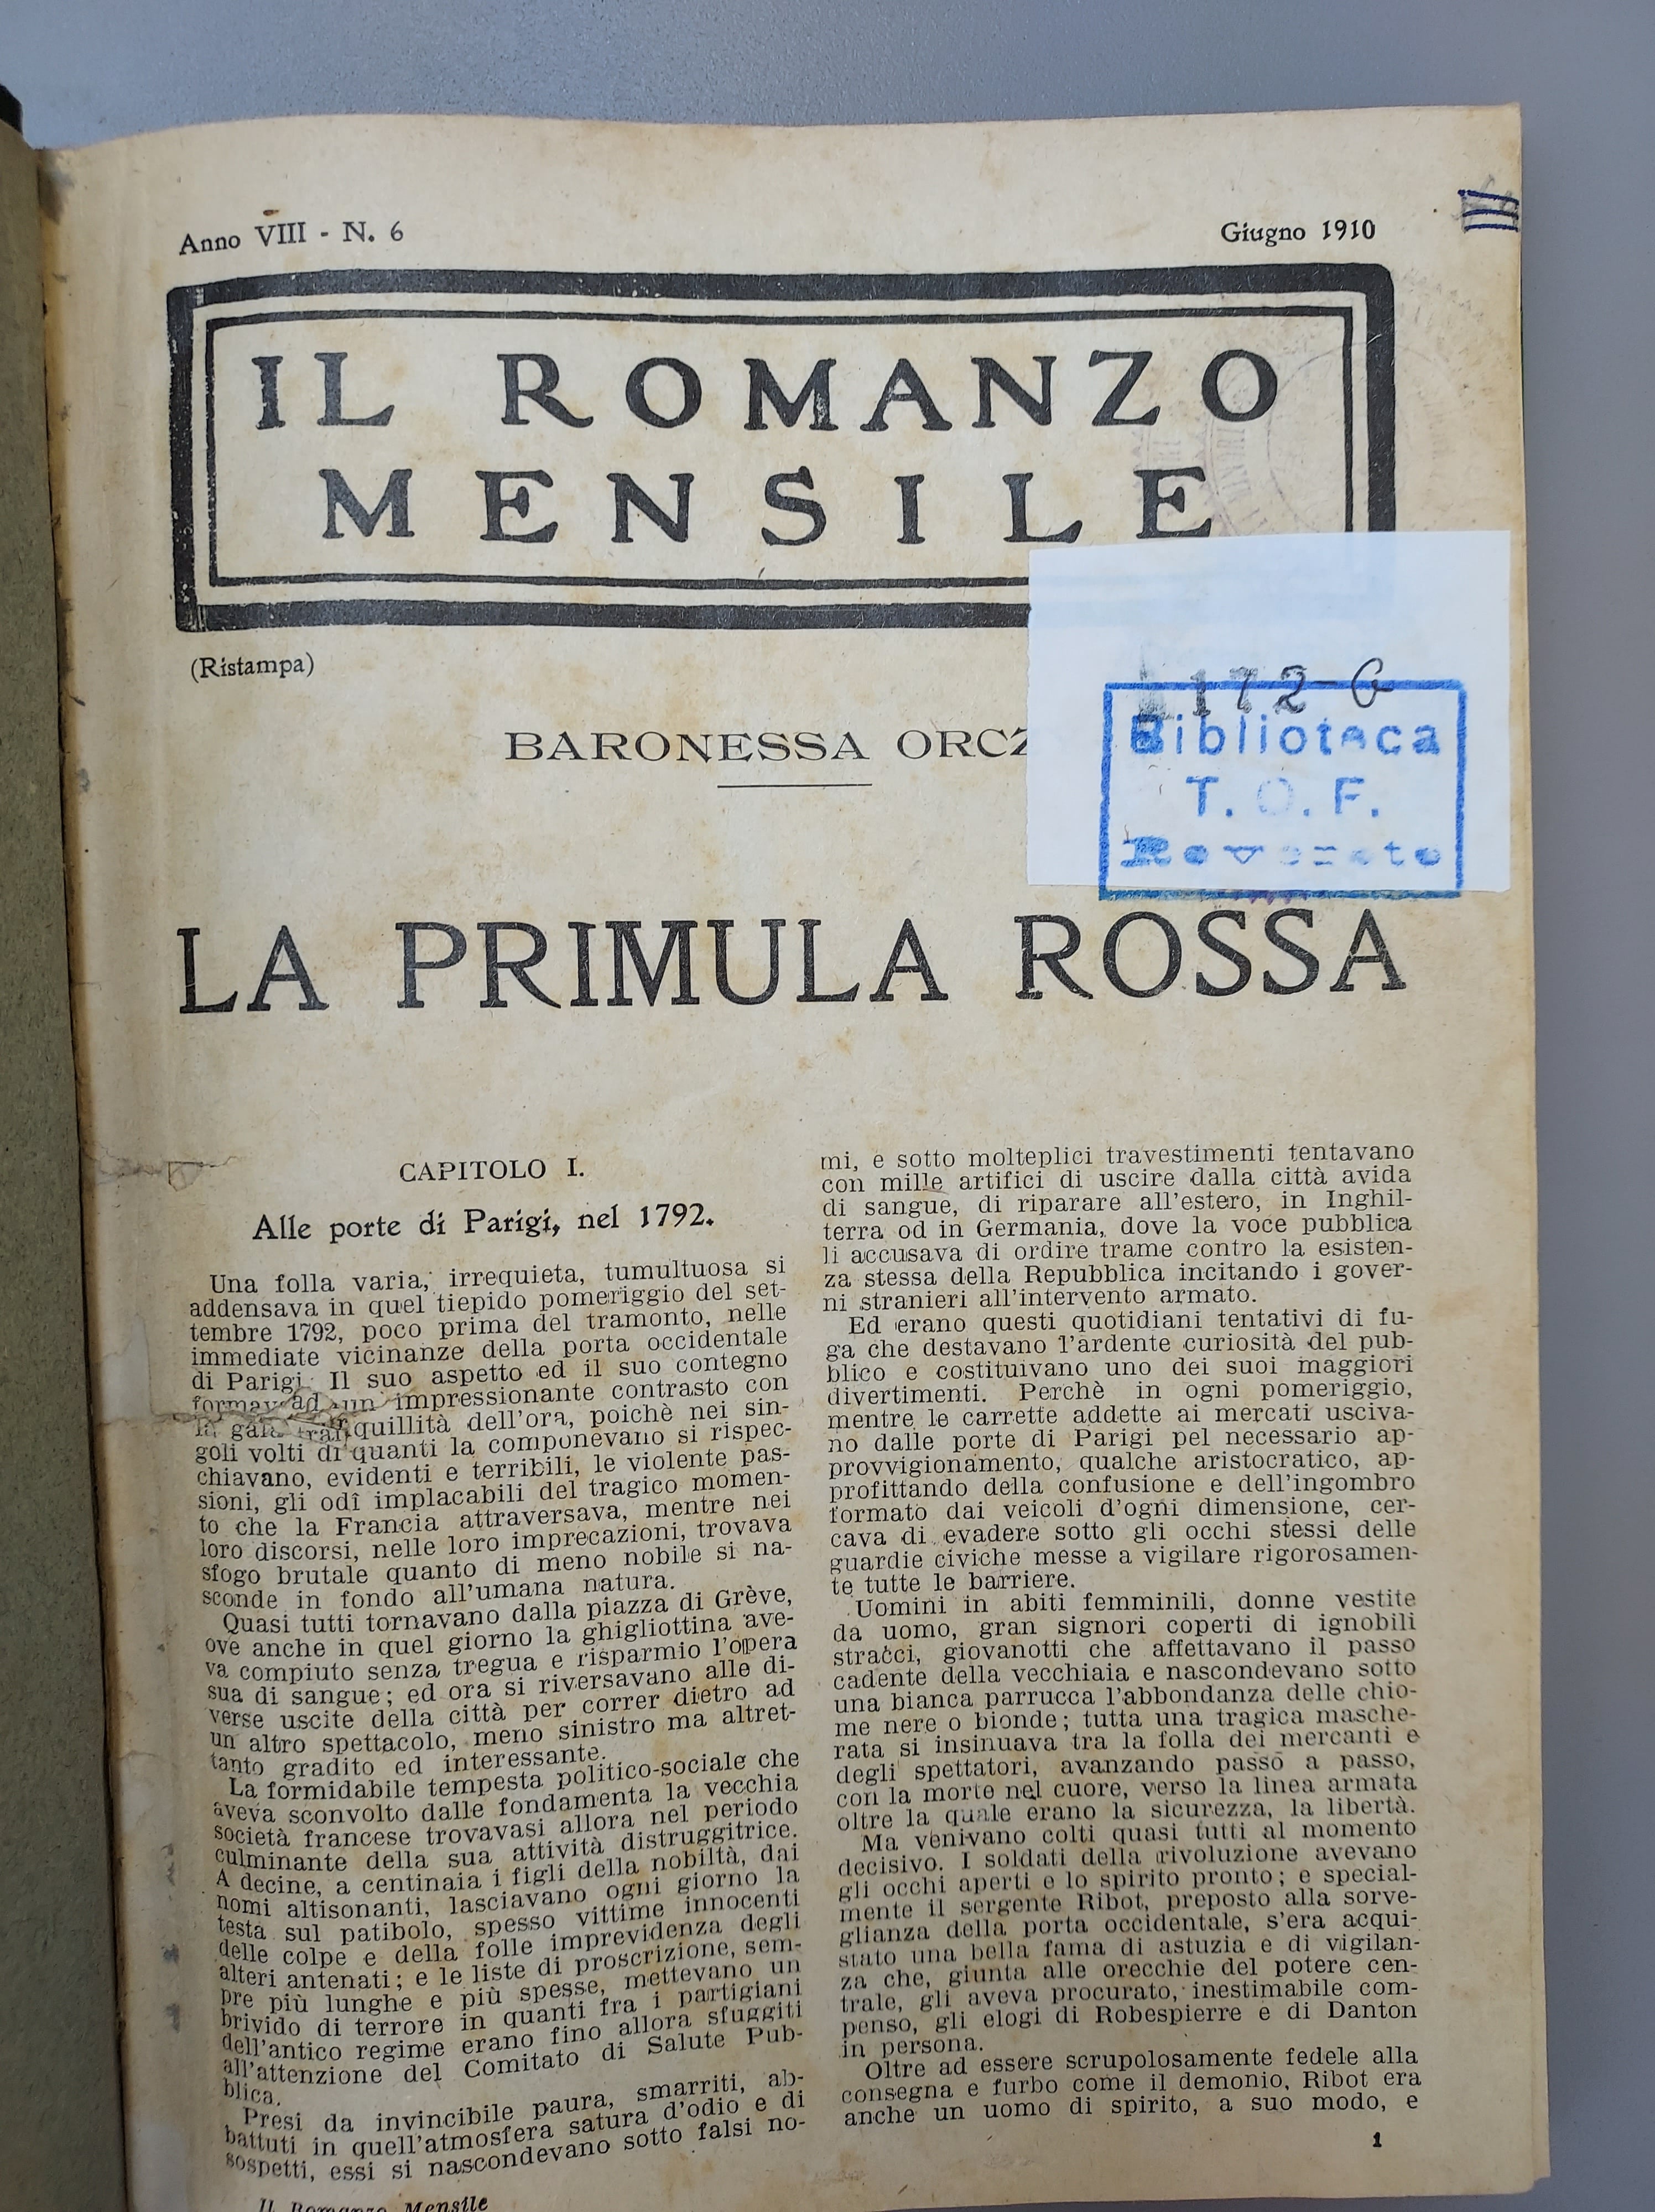 Anno VIII - N. 6
Giugno 1910
IL ROMANZO
MENSILE
(Ristampa)
172-G
Biblioteca
T. O. F.
Rovereto
BARONESSA ORCZ
LA PRIMULA ROSSA
CAPITOLO I.
Alle porte di Parigi, nel 1792.
Una folla varia, irrequieta, tumultuosa si
addensava in quel tiepido pomeriggio del set-
tembre 1792, poco prima del tramonto, nelle
immediate vicinanze della porta occidentale
di Parigi. Il suo aspetto ed il suo contegno
un impressionante contrasto con
quillità dell'ora, poichè nei sin-
goli volti di quanti la componevano si rispec-
chiavano, evidenti e terribili, le violente pas-
sioni, gli odî implacabili del tragico momen-
to che la Francia attraversava, mentre nei
loro discorsi, nelle loro imprecazioni, trovava
sfogo brutale quanto di meno nobile si na-
sconde in fondo all'umana natura.
Quasi tutti tornavano dalla piazza di Grève,
ove anche in quel giorno la ghigliottina ave-
va compiuto senza tregua e risparmio l'opera
sua di sangue; ed ora si riversavano alle di-
verse uscite della città per correr dietro ad
un altro spettacolo, meno sinistro ma altret-
tanto gradito ed interessante.
La formidabile tempesta politico-sociale che
aveva sconvolto dalle fondamenta la vecchia
società francese trovavasi allora nel periodo
culminante della sua attività distruggitrice.
A decine, a centinaia i figli della nobiltà, dai
nomi altisonanti, lasciavano ogni giorno la
testa sul patibolo, spesso vittime innocenti
delle colpe e della folle imprevidenza degli
alteri antenati; e le liste di proscrizione, sem-
pre più lunghe e più spesse, mettevano un
brivido di terrore in quanti fra i partigiani
dell'antico regime erano fino allora sfuggiti
all'attenzione del Comitato di Salute Pub-
blica.
Presi da invincibile paura, smarriti, ab-
battuti in quell'atmosfera satura d'odio e di
sospetti, essi si nascondevano sotto falsi no-
Il Romanzo Mensile
mi, e sotto molteplici travestimenti tentavano
con mille artifici di uscire dalla città avida
di sangue, di riparare all'estero, in Inghil-
terra od in Germania, dove la voce pubblica
li accusava di ordire trame contro la esisten-
za stessa della Repubblica incitando i gover-
ni stranieri all'intervento armato.
Ed erano questi quotidiani tentativi di fu-
ga che destavano l'ardente curiosità del pub-
blico e costituivano uno dei suoi maggiori
divertimenti. Perchè in ogni pomeriggio,
mentre le carrette addette ai mercati usciva-
no dalle porte di Parigi pel necessario ap-
provvigionamento, qualche aristocratico, ap-
profittando della confusione e dell'ingombro
formato dai veicoli d'ogni dimensione, cer-
cava di evadere sotto gli occhi stessi delle
guardie civiche messe a vigilare rigorosamen-
te tutte le barriere.
Uomini in abiti femminili, donne vestite
da uomo, gran signori coperti di ignobili
stracci, giovanotti che affettavano il passo
cadente della vecchiaia e nascondevano sotto
una bianca parrucca l'abbondanza delle chio-
me nere o bionde; tutta una tragica masche-
rata si insinuava tra la folla dei mercanti e
degli spettatori, avanzando passo a passo,
con la morte nel cuore, verso la linea armata
oltre la quale erano la sicurezza, la libertà.
Ma venivano colti quasi tutti al momento
decisivo. I soldati della rivoluzione avevano
gli occhi aperti e lo spirito pronto; e special-
mente il sergente Ribot, preposto alla sorve-
glianza della porta occidentale, s'era acqui-
stato una bella fama di astuzia e di vigilan-
za che, giunta alle orecchie del potere cen-
trale, gli aveva procurato, inestimabile com-
penso, gli elogi di Robespierre e di Danton
in persona.
Oltre ad essere scrupolosamente fedele alla
consegna e furbo come il demonio, Ribot era
anche un uomo di spirito, a suo modo, e
1